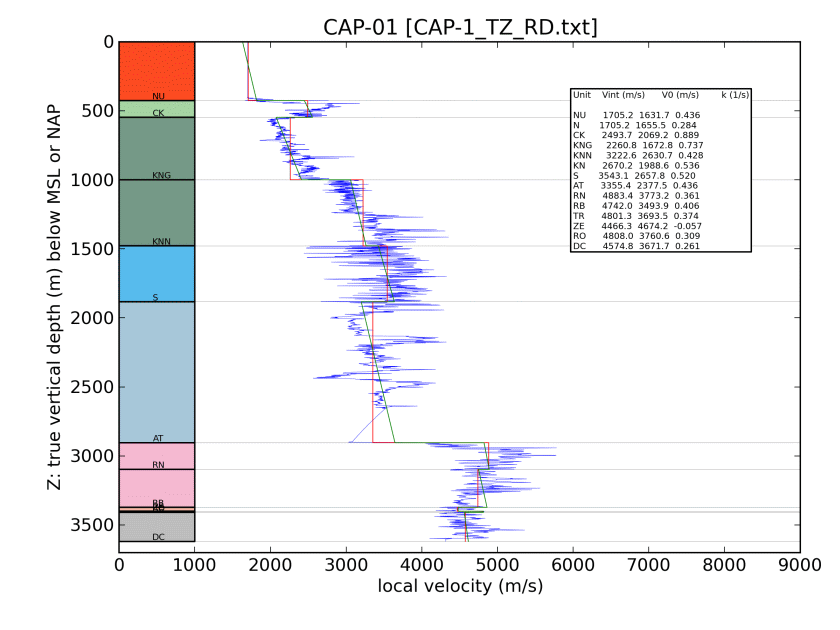 CAP-01 [CAP-1_TZ_RD.txt]
0
500
1000
1500
2000
2500
3000
3500
Z: true vertical depth (m) below MSL or NAP
NU
CK
KNG
KNN
S
AT
RN
RB
DC
Unit Vint (m/s) V0 (m/s) k (1/s)
NU 1705.2 1631.7 0.436
N 1705.2 1655.5 0.284
CK 2493.7 2069.2 0.889
KNG 2260.8 1672.8 0.737
KNN 3222.6 2630.7 0.428
KN 2670.2 1988.6 0.536
S 3543.1 2657.8 0.520
AT 3355.4 2377.5 0.436
RN 4883.4 3773.2 0.361
RB 4742.0 3493.9 0.406
TR 4801.3 3693.5 0.374
ZE 4466.3 4674.2 -0.057
RO 4808.0 3760.6 0.309
DC 4574.8 3671.7 0.261
0 1000 2000 3000 4000 5000 6000 7000 8000 9000
local velocity (m/s)